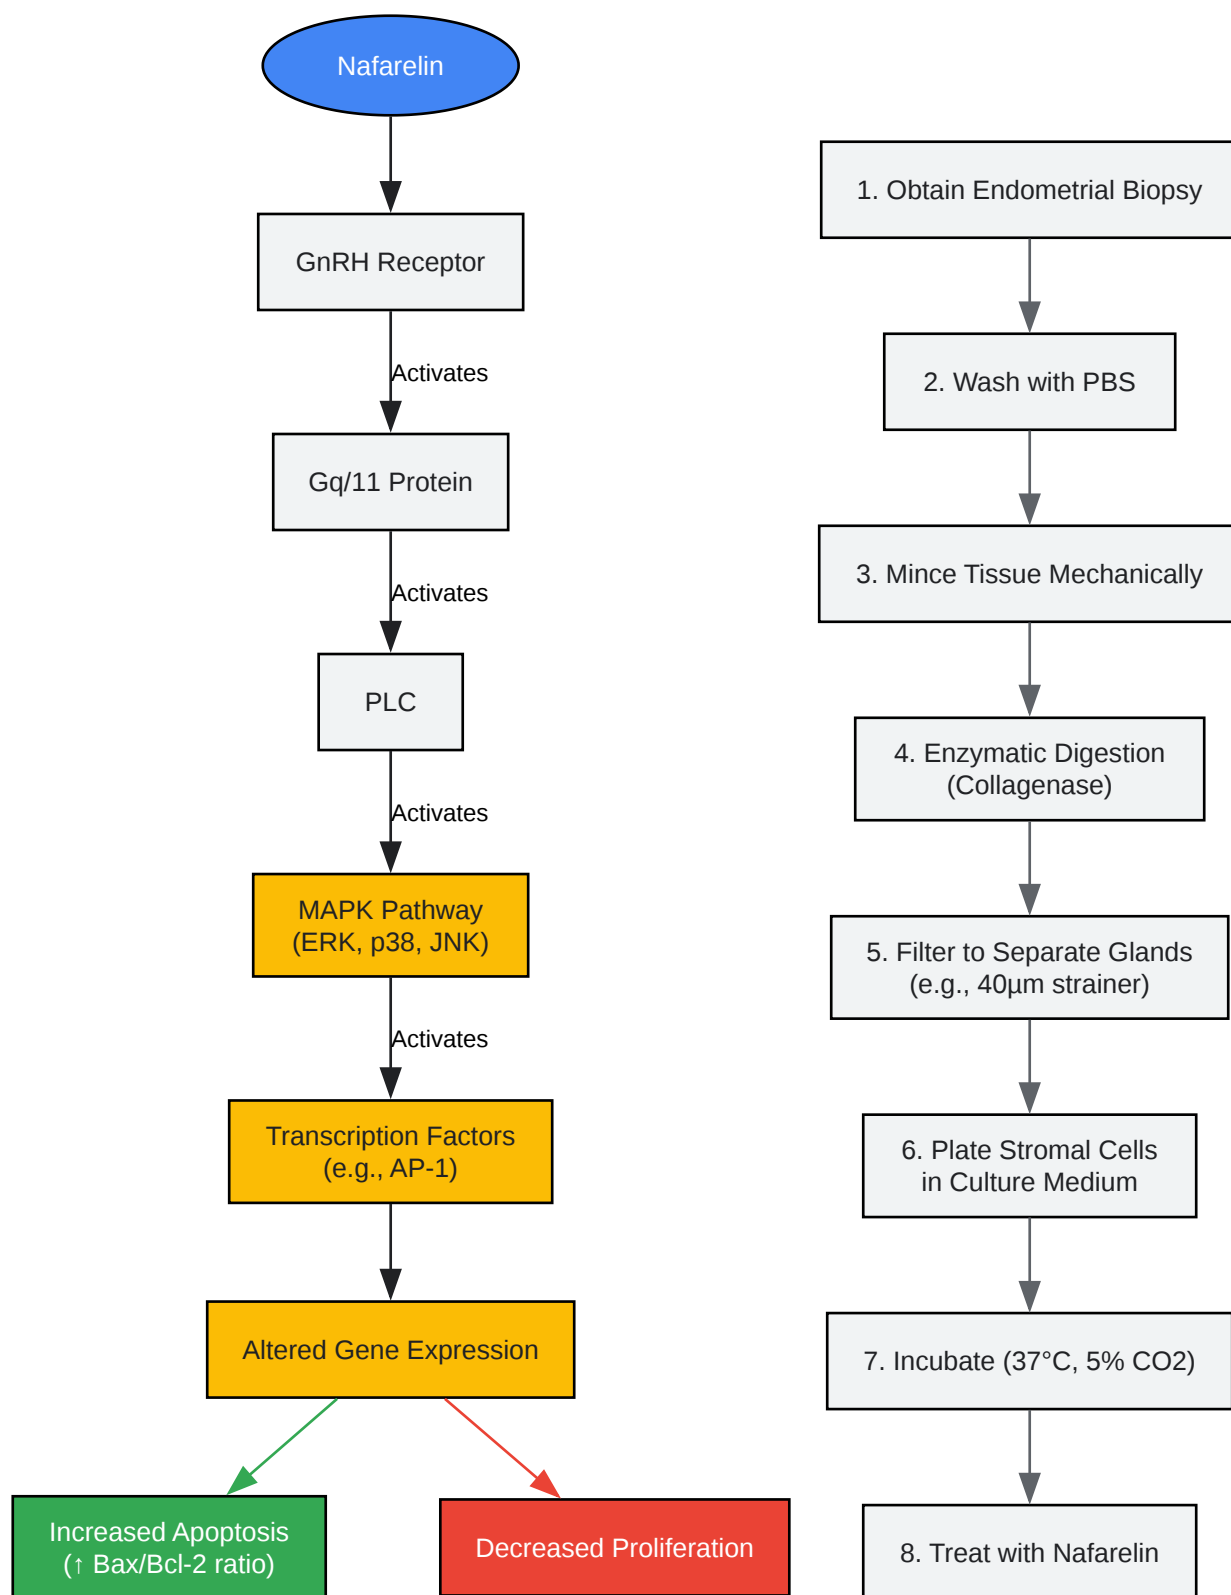 Nafarelin
GnRH Receptor
Activates
Gq/11 Protein
Activates
PLC
Activates
MAPK Pathway
(ERK, p38, JNK)
Activates
Transcription Factors
(e.g., AP-1)
Altered Gene Expression
Increased Apoptosis
(↑ Bax/Bcl-2 ratio)
Decreased Proliferation
1. Obtain Endometrial Biopsy
2. Wash with PBS
3. Mince Tissue Mechanically
4. Enzymatic Digestion
(Collagenase)
5. Filter to Separate Glands
(e.g., 40µm strainer)
6. Plate Stromal Cells
in Culture Medium
7. Incubate (37°C, 5% CO2)
8. Treat with Nafarelin